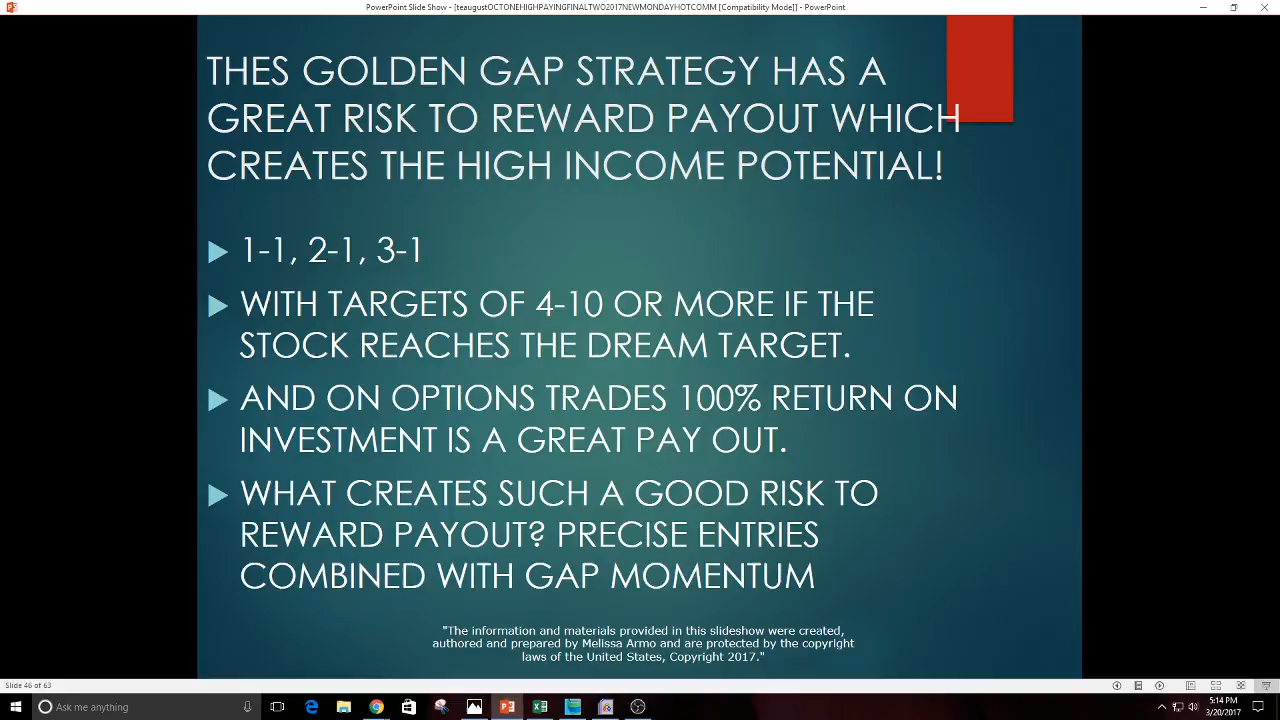 PowerPoint Slide Show - [teaugustOCTONEHIGHPAYINGFINALTWO2017NEWMONDAYHOTCOMM [Compatibility Mode]] - PowerPoint
THES GOLDEN GAP STRATEGY HAS A
GREAT RISK TO REWARD PAYOUT WHICH
CREATES THE HIGH INCOME POTENTIAL!
1-1, 2-1, 3-1
WITH TARGETS OF 4-10 OR MORE IF THE
STOCK REACHES THE DREAM TARGET.
AND ON OPTIONS TRADES 100% RETURN ON
INVESTMENT IS A GREAT PAY OUT.
WHAT CREATES SUCH A GOOD RISK TO
REWARD PAYOUT? PRECISE ENTRIES
COMBINED WITH GAP MOMENTUM
"The information and materials provided in this slideshow were created,
authored and prepared by Melissa Armo and are protected by the copyright
laws of the United States, Copyright 2017."
Slide 46 of 63
Ask me anything
5:14 PM
3/20/2017